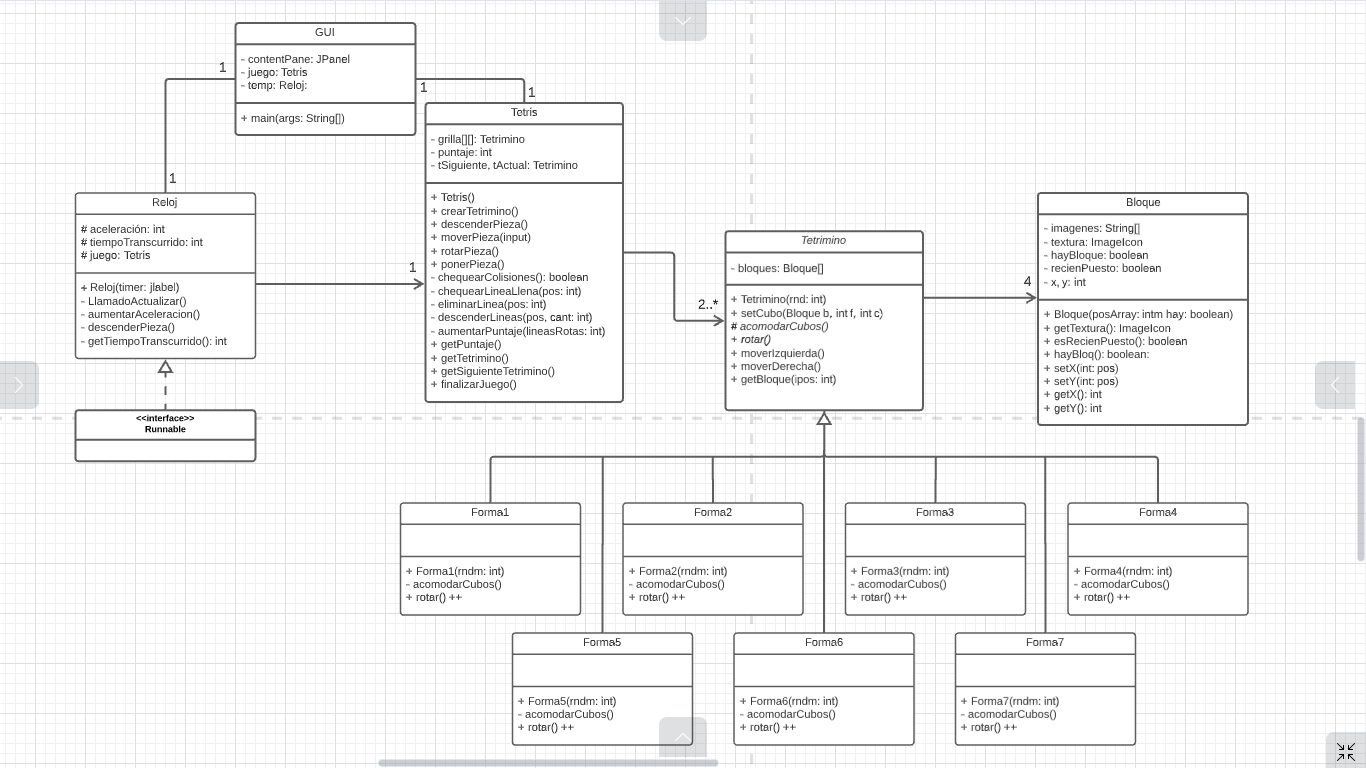 GUI
- contentPane: JPanel
- juego: Tetris
- temp: Reloj:
+ main(args: String[])
1
1
1
1
Tetris
- grilla[][]: Tetrimino
- puntaje: int
- tSiguiente, tActual: Tetrimino
+ Tetris()
+ crearTetrimino()
+ descenderPieza()
+ moverPieza(input)
+ rotarPieza()
+ ponerPieza()
- chequearColisiones(): boolean
- chequearLineaLlena(pos: int)
- eliminarLinea(pos: int)
- descenderLineas(pos, cant: int)
- aumentarPuntaje(lineasRotas: int)
+ getPuntaje()
+ getTetrimino()
+ getSiguienteTetrimino()
+ finalizarJuego()
Reloj
# aceleración: int
# tiempoTranscurrido: int
# juego: Tetris
+ Reloj(timer: jlabel)
- LlamadoActualizar()
- aumentarAceleracion()
- descenderPieza()
- getTiempoTranscurrido(): int
1
<<interface>>
Runnable
2..*
Tetrimino
- bloques: Bloque[]
+ Tetrimino(rnd: int)
+ setCubo(Bloque b, int f, int c)
# acomodarCubos()
+ rotar()
+ moverIzquierda()
+ moverDerecha()
+ getBloque(ipos: int)
4
Bloque
- imagenes: String[]
- textura: ImageIcon
- hayBloque: boolean
- recienPuesto: boolean
- x, y: int
+ Bloque(posArray: intm hay: boolean)
+ getTextura(): ImageIcon
+ esRecienPuesto(): boolean
+ hayBloq(): boolean:
+ setX(int: pos)
+ setY(int: pos)
+ getX(): int
+ getY(): int
Forma1
+ Forma1(rndm: int)
- acomodarCubos()
+ rotar() ++
Forma2
+ Forma2(rndm: int)
- acomodarCubos()
+ rotar() ++
Forma3
+ Forma3(rndm: int)
- acomodarCubos()
+ rotar() ++
Forma4
+ Forma4(rndm: int)
- acomodarCubos()
+ rotar() ++
Forma5
+ Forma5(rndm: int)
- acomodarCubos()
+ rotar() ++
Forma6
+ Forma6(rndm: int)
- acomodarCubos()
+ rotar() ++
Forma7
+ Forma7(rndm: int)
- acomodarCubos()
+ rotar() ++